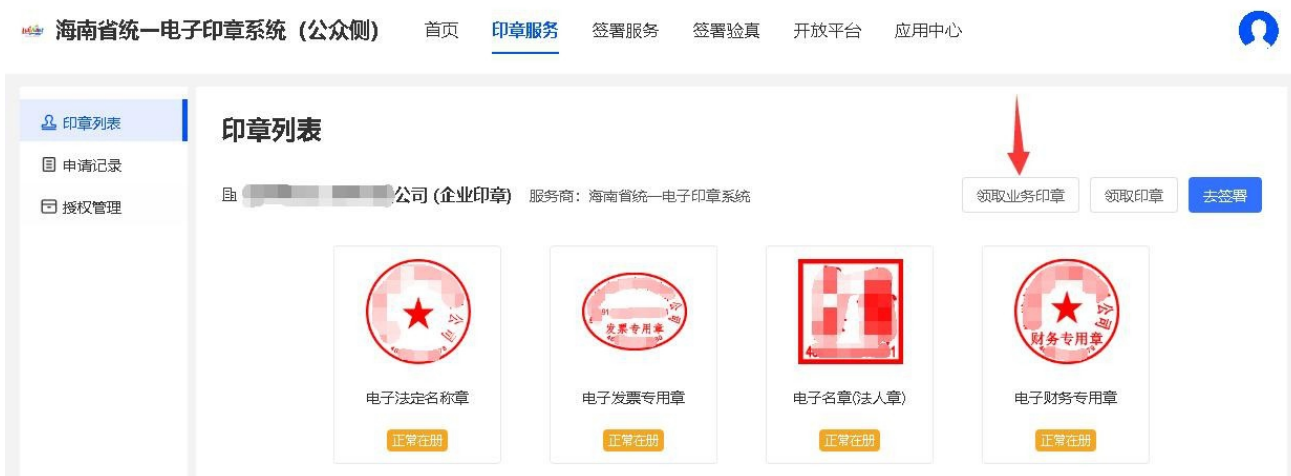 海南省统一电子印章系统（公众侧） 首页 印章服务 签署服务 签署验真 开放平台 应用中心
印章列表
申请记录
授权管理
印章列表
公司 (企业印章) 服务商：海南省统一电子印章系统 领取业务印章 领取印章 去签署
公司
公司
发票专用章
公司
财务专用章
电子法定名称章 电子发票专用章 电子名章(法人章) 电子财务专用章
正常在册 正常在册 正常在册 正常在册